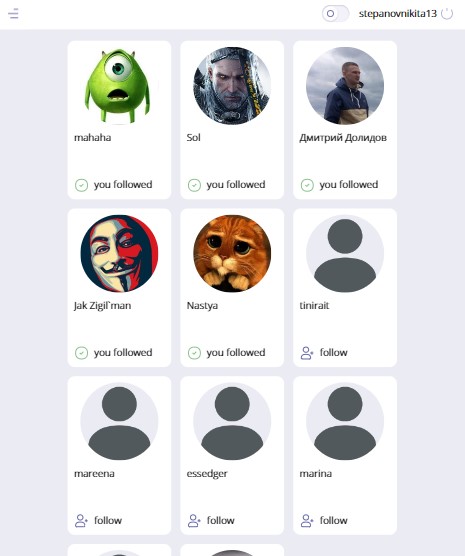 stepanovnikita13
mahaha
Sol
Дмитрий Долидов
you followed
you followed
you followed
Jak Zigil`man
Nastya
tinirait
you followed
you followed
follow
mareena
essedger
marina
follow
follow
follow